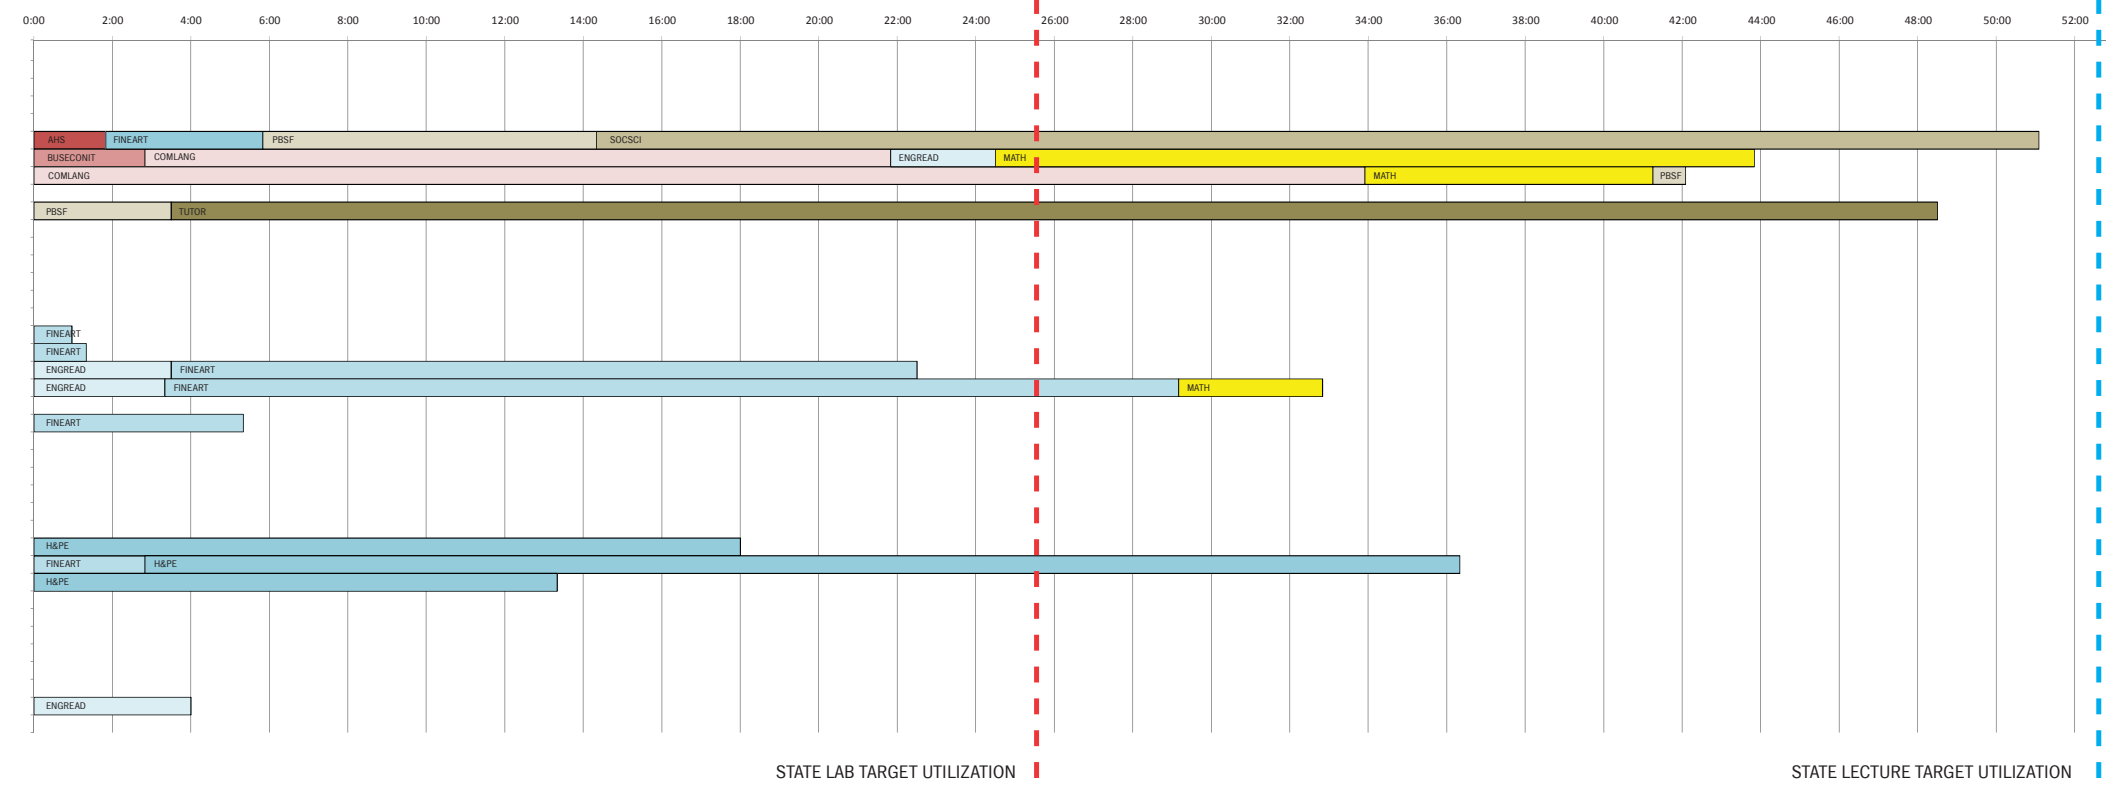 0:00 2:00 4:00 6:00 8:00 10:00 12:00 14:00 16:00 18:00 20:00 22:00 24:00 26:00 28:00 30:00 32:00 34:00 36:00 38:00 40:00 42:00 44:00 46:00 48:00 50:00 52:00
AHS FINEART PBSF SOCSCI
BUSECONIT COMLANG ENGREAD MATH
COMLANG MATH PBSF
PBSF TUTOR
FINEART
FINEART
ENGREAD FINEART
ENGREAD FINEART MATH
FINEART
H&PE
FINEART H&PE
H&PE
ENGREAD
STATE LAB TARGET UTILIZATION STATE LECTURE TARGET UTILIZATION